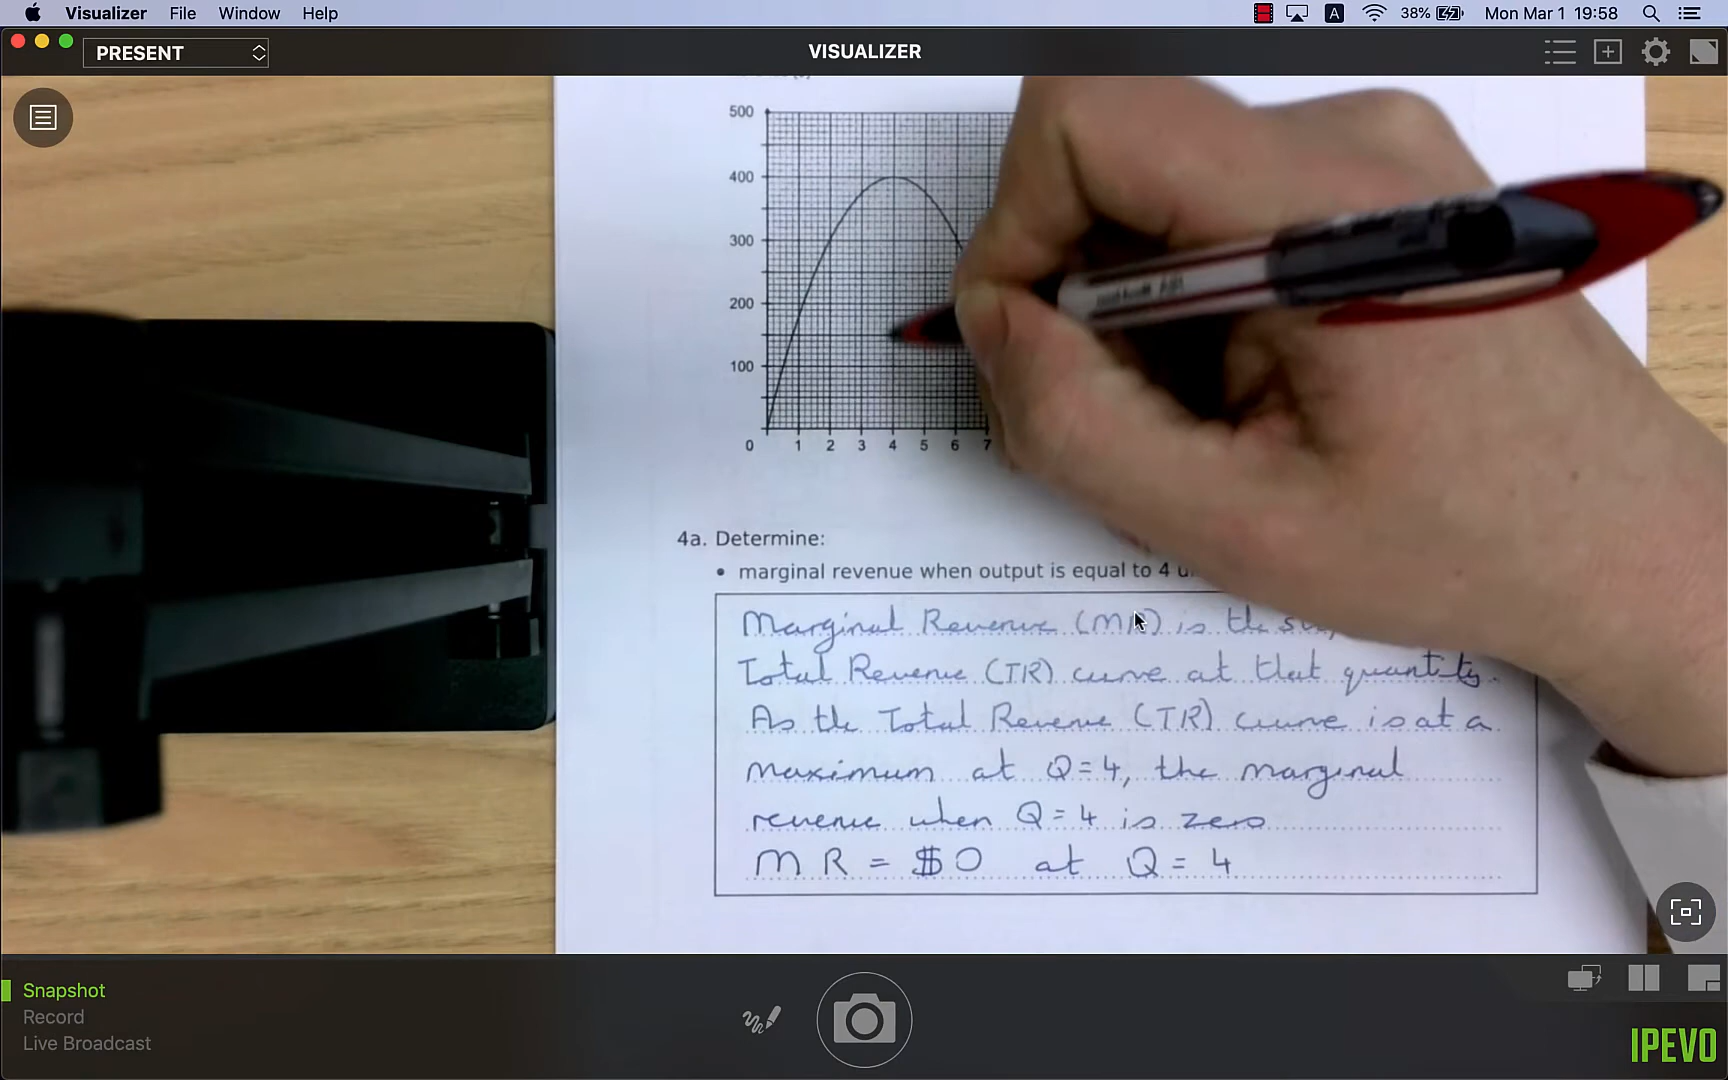 Visualizer File Window Help
A 38% Mon Mar 1 19:58
PRESENT
VISUALIZER
500
400
300
200
100
0 1 2 3 4 5 6 7
4a. Determine:
• marginal revenue when output is equal to 4
Marginal Revenue (MR) is the
Total Revenue (TR) curve at that quantity.
As the Total Revenue (TR) curve is at a
maximum at Q=4, the marginal
revenue when Q=4 is zero
MR = $0 at Q = 4
Snapshot
Record
Live Broadcast
IPEVO